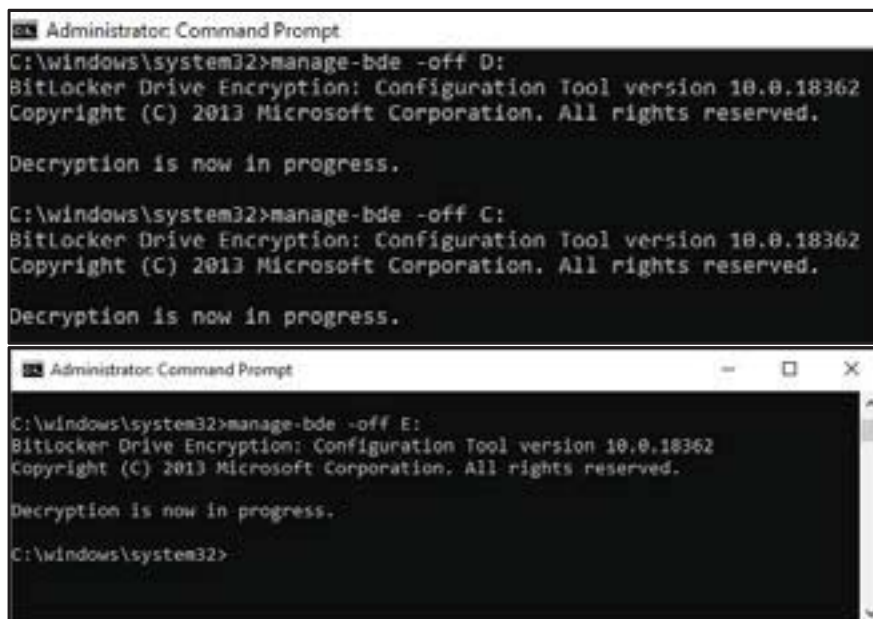 Administrator: Command Prompt
C:\windows\system32>manage-bde -off D:
BitLocker Drive Encryption: Configuration Tool version 10.0.18362
Copyright (C) 2013 Microsoft Corporation. All rights reserved.
Decryption is now in progress.
C:\windows\system32>manage-bde -off C:
BitLocker Drive Encryption: Configuration Tool version 10.0.18362
Copyright (C) 2013 Microsoft Corporation. All rights reserved.
Decryption is now in progress.
Administrator: Command Prompt
C:\windows\system32>manage-bde -off E:
BitLocker Drive Encryption: Configuration Tool version 10.0.18362
Copyright (C) 2013 Microsoft Corporation. All rights reserved.
Decryption is now in progress.
C:\windows\system32>